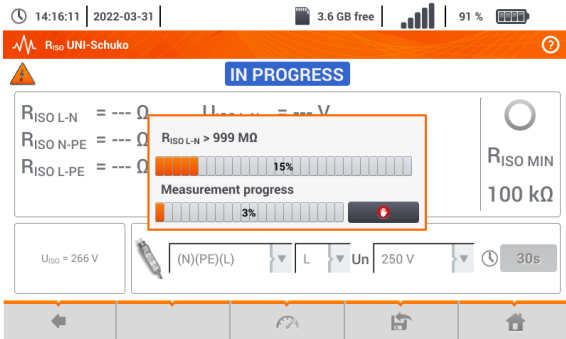 14:16:11 2022-03-31 3.6 GB free 91 %
RISO UNI-Schuko ?
IN PROGRESS
RISO L-N = --- Ω = --- V
RISO N-PE = --- Ω
RISO L-PE = --- Ω
RISO L-N > 999 MΩ
15%
Measurement progress
3%
RISO MIN
100 kΩ
UISO = 266 V
(N)(PE)(L) L Un 250 V 30s